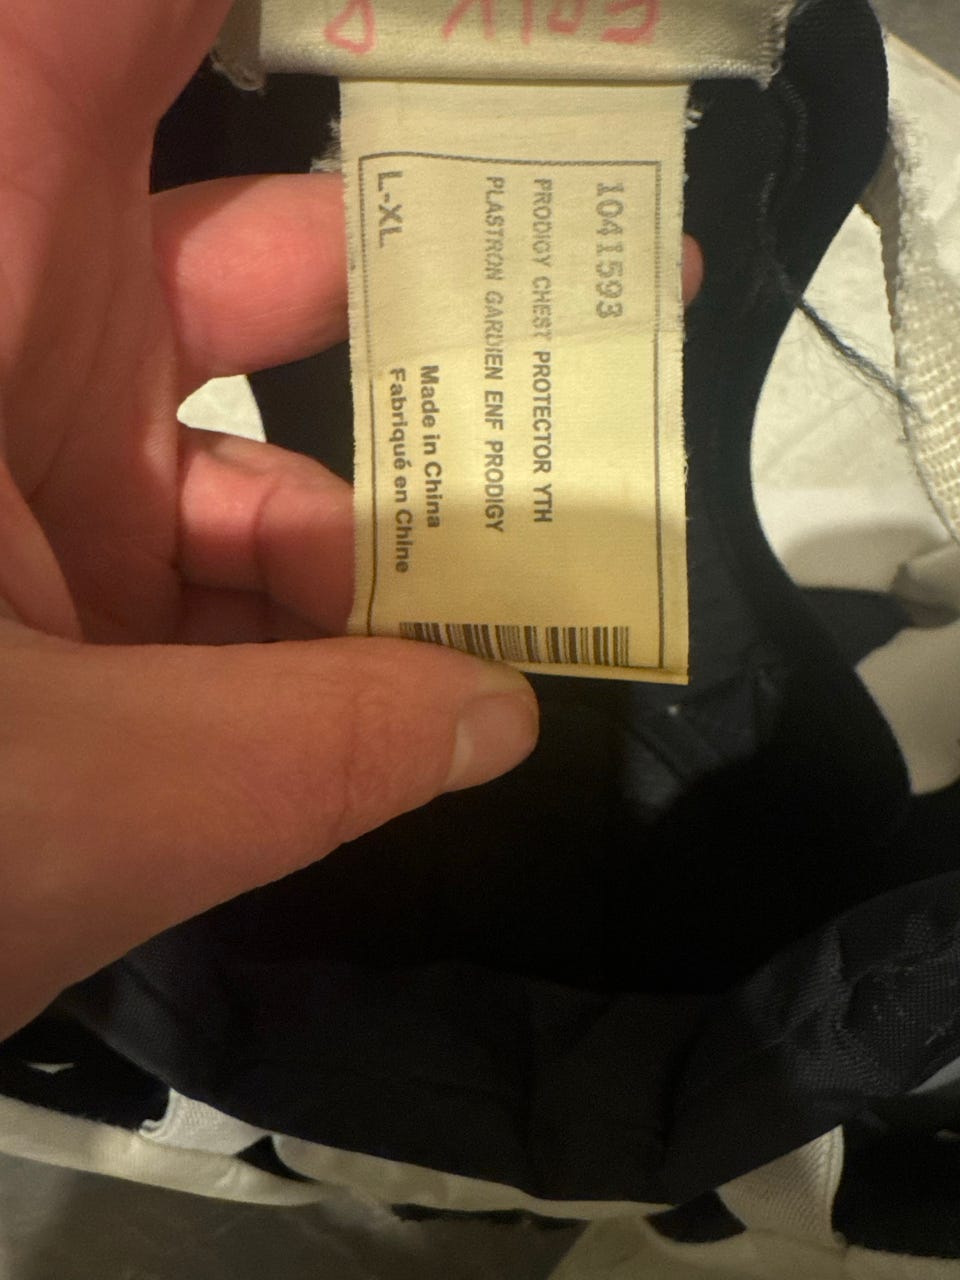 1041593
PRODIGY CHEST PROTECTOR YTH
PLASTRON GARDIEN ENF PRODIGY
Made in China
Fabriqué en Chine
L-XL